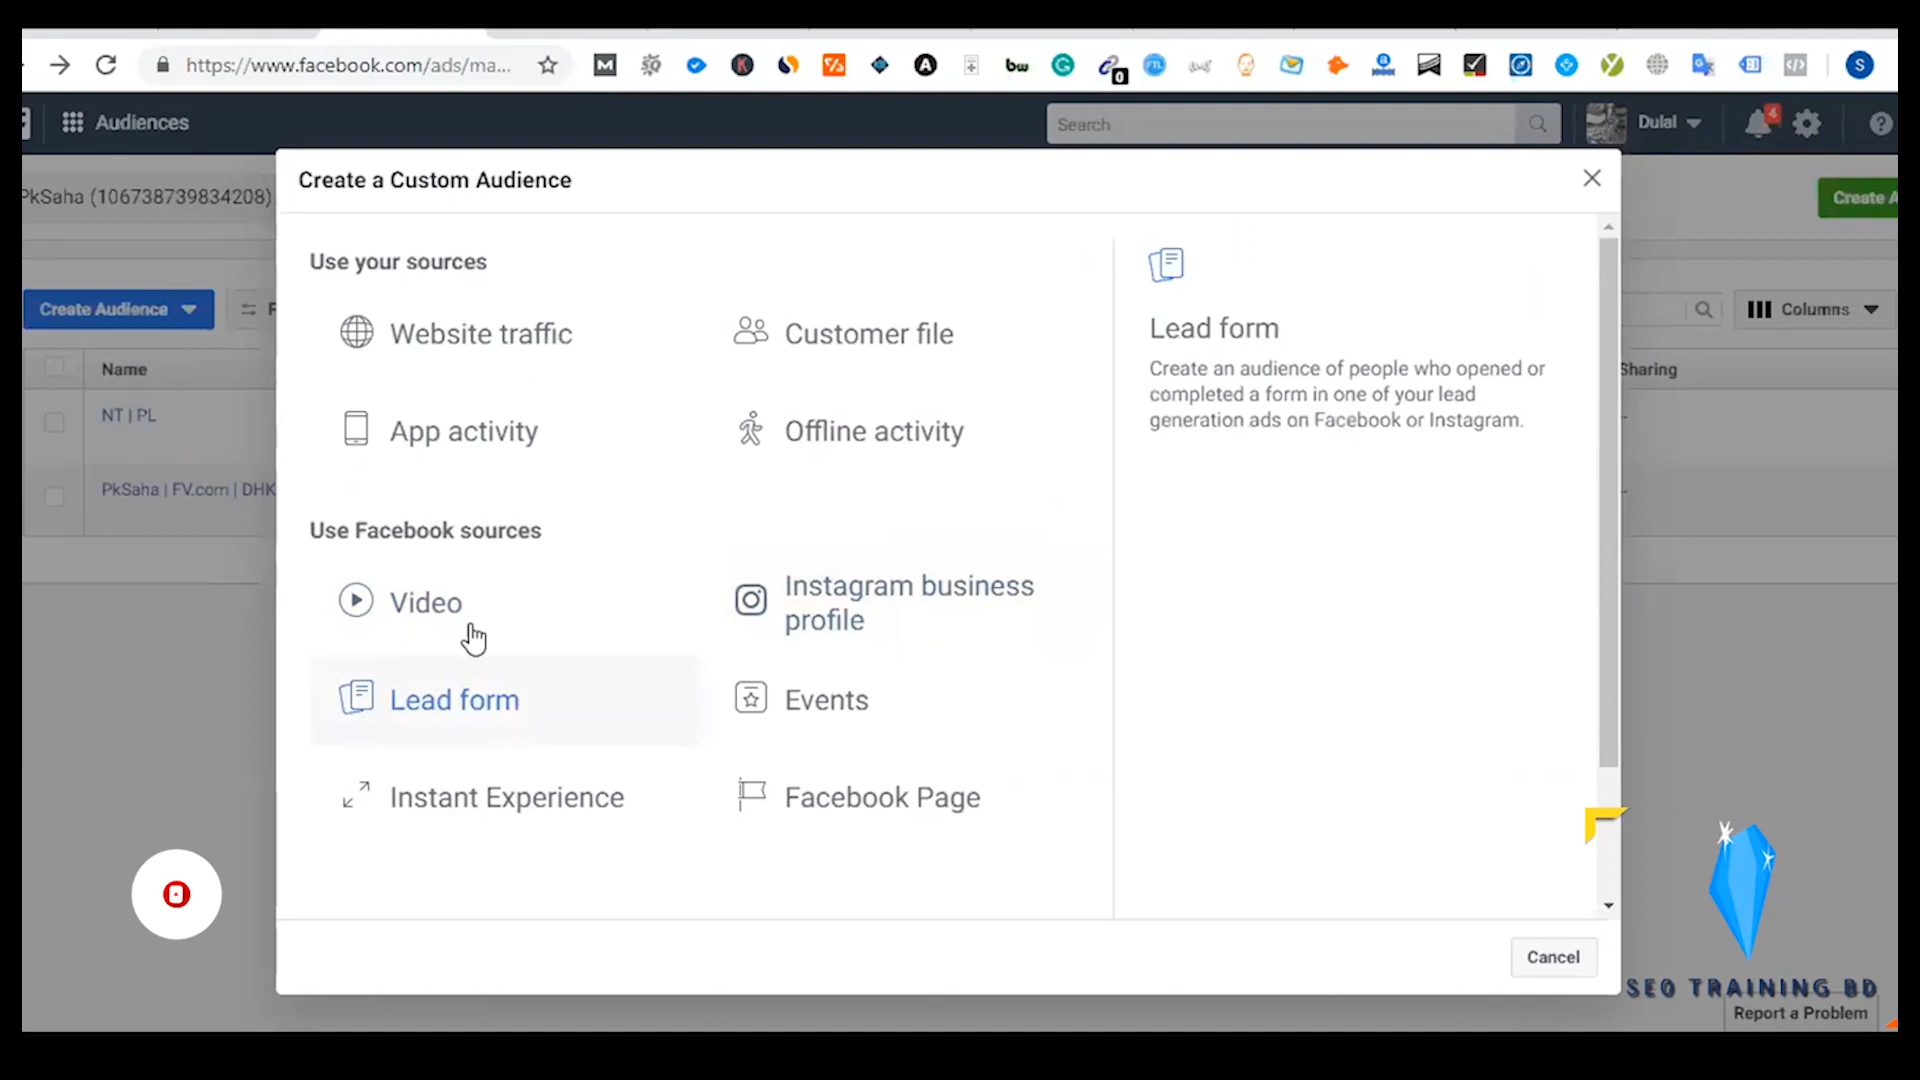 https://www.facebook.com/ads/ma...
Audiences
Search
Dulal
4
PkSaha (106738739834208)
Create A
Create Audience
Columns
Name
Sharing
NT | PL
PkSaha | FV.com | DHK
Create a Custom Audience
Use your sources
Website traffic
Customer file
App activity
Offline activity
Use Facebook sources
Video
Instagram business
profile
Lead form
Events
Instant Experience
Facebook Page
Lead form
Create an audience of people who opened or
completed a form in one of your lead
generation ads on Facebook or Instagram.
Cancel
SEO TRAINING BD
Report a Problem